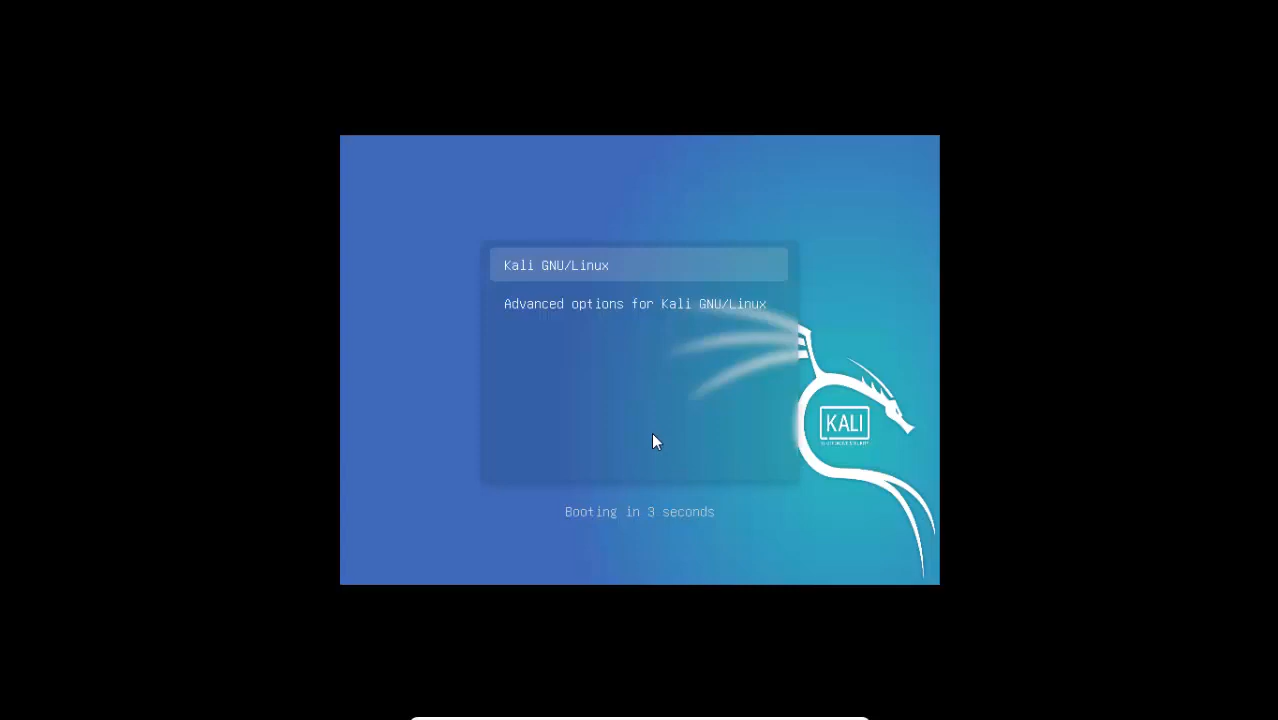 Kali GNU/Linux
Advanced options for Kali GNU/Linux
KALI
Booting in 3 seconds